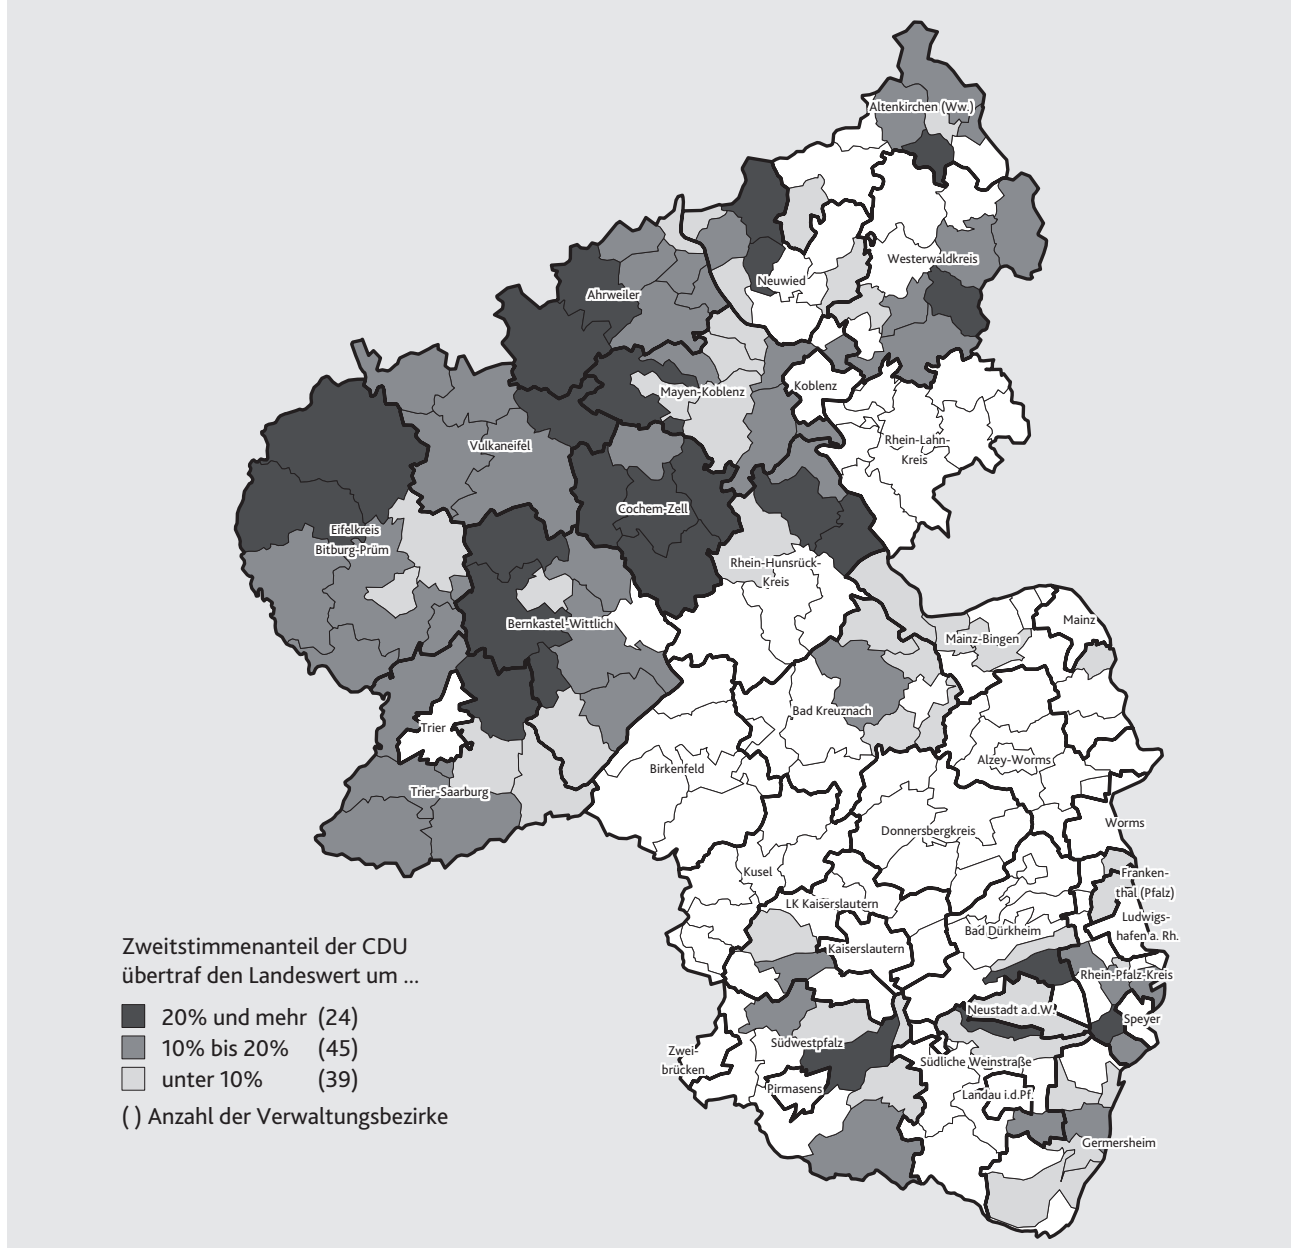 Altenkirchen (Ww.)
Westerwaldkreis
Neuwied
Ahrweiler
Koblenz
Mayen-Koblenz
Rhein-Lahn-
Kreis
Vulkaneifel
Cochem-Zell
Eifelkreis
Bitburg-Prüm
Rhein-Hunsrück-
Kreis
Bernkastel-Wittlich
Mainz
Mainz-Bingen
Bad Kreuznach
Trier
Alzey-Worms
Birkenfeld
Trier-Saarburg
Worms
Donnersbergkreis
Kusel
Franken-
thal (Pfalz)
LK Kaiserslautern
Ludwigs-
hafen a. Rh.
Bad Dürkheim
Kaiserslautern
Rhein-Pfalz-Kreis
Neustadt a.d.W.
Speyer
Südwestpfalz
Zwei-
brücken
Südliche Weinstraße
Pirmasens
Landau i.d.Pf.
Germersheim
Zweitstimmenanteil der CDU
übertraf den Landeswert um ...
20% und mehr (24)
10% bis 20% (45)
unter 10% (39)
( ) Anzahl der Verwaltungsbezirke